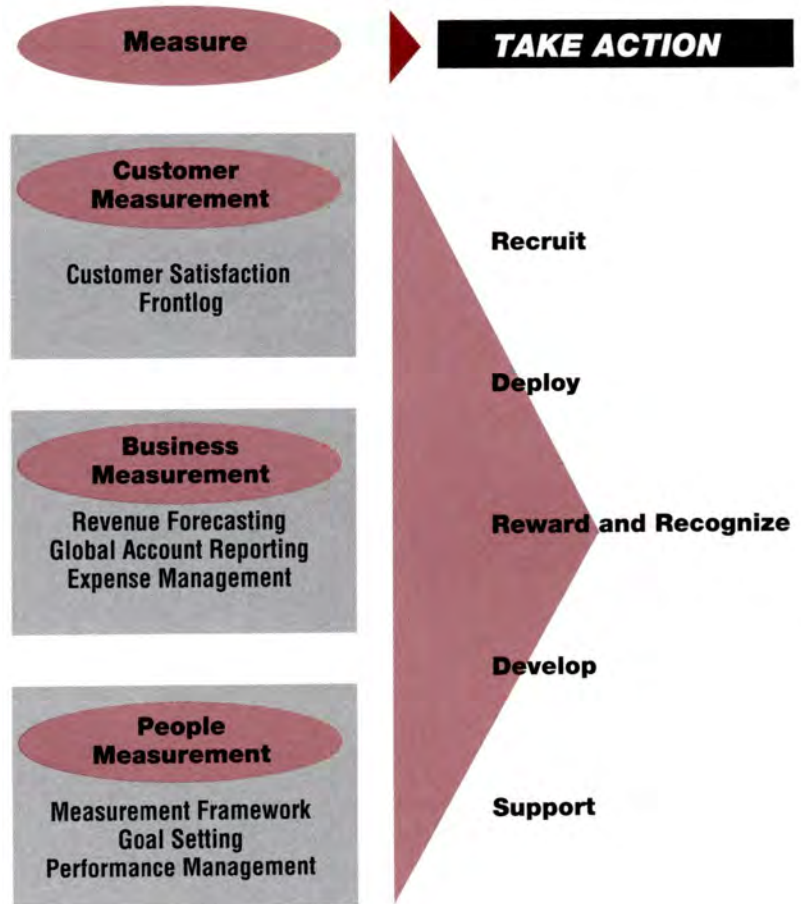 Measure
TAKE ACTION
Customer
Measurement
Customer Satisfaction
Frontlog
Business
Measurement
Revenue Forecasting
Global Account Reporting
Expense Management
People
Measurement
Measurement Framework
Goal Setting
Performance Management
Recruit
Deploy
Reward and Recognize
Develop
Support